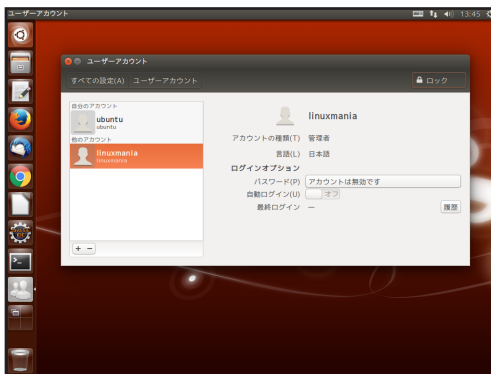 ユーザーアカウント
13:45
ユーザーアカウント
すべての設定(A) ユーザーアカウント
ロック
自分のアカウント
ubuntu
ubuntu
他のアカウント
linuxmania
linuxmania
linuxmania
アカウントの種類(T) 管理者
言語(L) 日本語
ログインオプション
パスワード(P) アカウントは無効です
自動ログイン(U) オフ
最終ログイン —
履歴
+ −